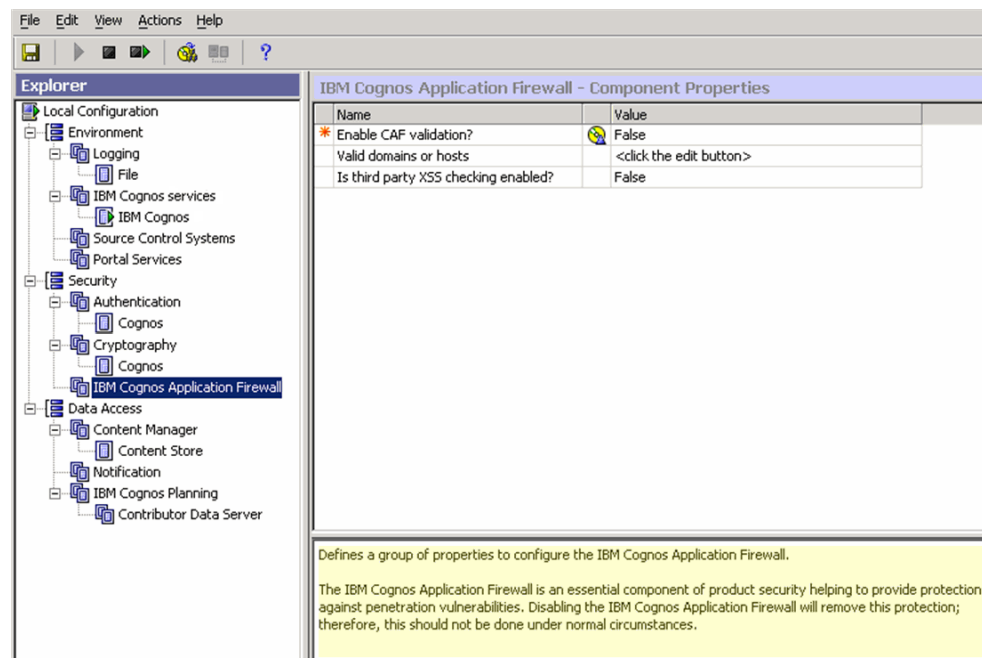 File Edit View Actions Help
?
Explorer
Local Configuration
Environment
Logging
File
IBM Cognos services
IBM Cognos
Source Control Systems
Portal Services
Security
Authentication
Cognos
Cryptography
Cognos
IBM Cognos Application Firewall
Data Access
Content Manager
Content Store
Notification
IBM Cognos Planning
Contributor Data Server
IBM Cognos Application Firewall - Component Properties
Name Value
* Enable CAF validation? False
Valid domains or hosts <click the edit button>
Is third party XSS checking enabled? False
Defines a group of properties to configure the IBM Cognos Application Firewall.
The IBM Cognos Application Firewall is an essential component of product security helping to provide protection
against penetration vulnerabilities. Disabling the IBM Cognos Application Firewall will remove this protection;
therefore, this should not be done under normal circumstances.